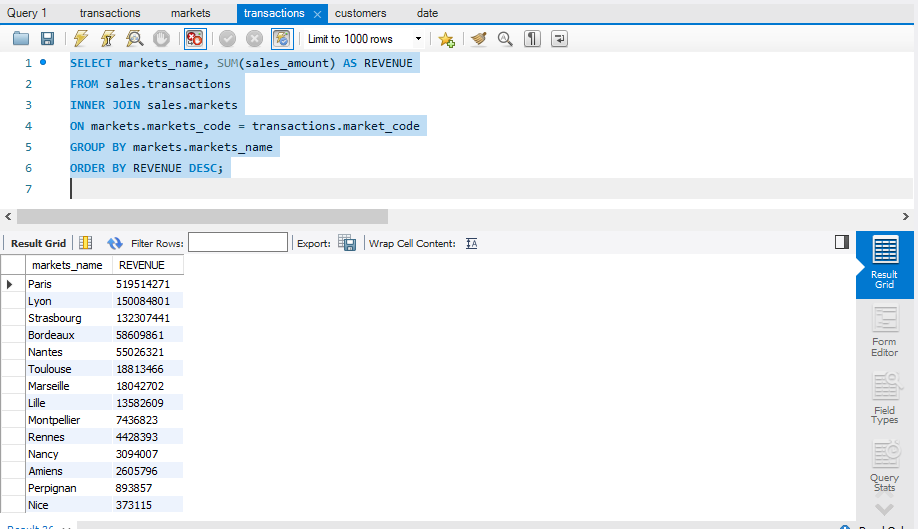 Query 1 transactions markets transactions customers date
Limit to 1000 rows
1 SELECT markets_name, SUM(sales_amount) AS REVENUE
2 FROM sales.transactions
3 INNER JOIN sales.markets
4 ON markets.markets_code = transactions.market_code
5 GROUP BY markets.markets_name
6 ORDER BY REVENUE DESC;
7
Result Grid Filter Rows: Export: Wrap Cell Content:
markets_name REVENUE
Paris 519514271
Lyon 150084801
Strasbourg 132307441
Bordeaux 58609861
Nantes 55026321
Toulouse 18813466
Marseille 18042702
Lille 13582609
Montpellier 7436823
Rennes 4428393
Nancy 3094007
Amiens 2605796
Perpignan 893857
Nice 373115
Result
Grid
Form
Editor
Field
Types
Query
Stats